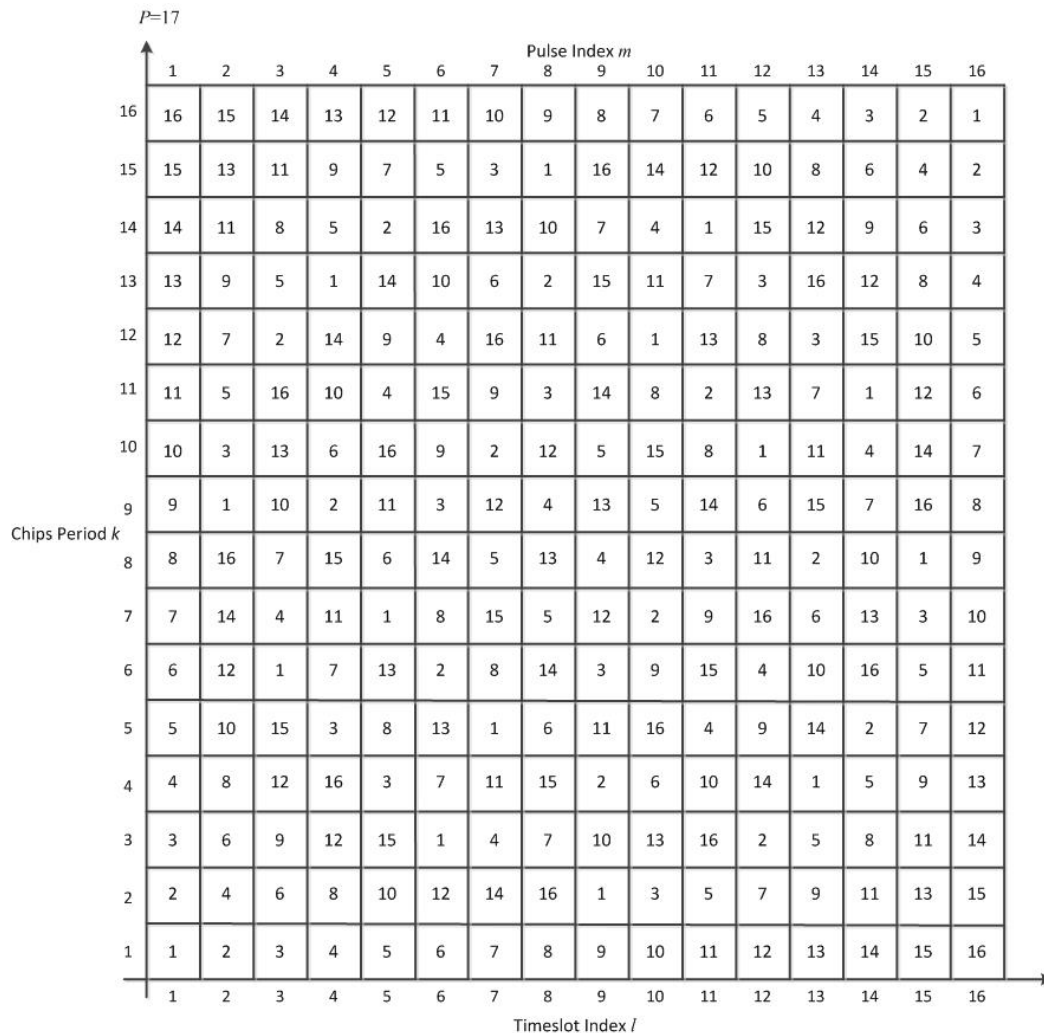 P=17
Pulse Index m
1 2 3 4 5 6 7 8 9 10 11 12 13 14 15 16
16 16 15 14 13 12 11 10 9 8 7 6 5 4 3 2 1
15 15 13 11 9 7 5 3 1 16 14 12 10 8 6 4 2
14 14 11 8 5 2 16 13 10 7 4 1 15 12 9 6 3
13 13 9 5 1 14 10 6 2 15 11 7 3 16 12 8 4
12 12 7 2 14 9 4 16 11 6 1 13 8 3 15 10 5
11 11 5 16 10 4 15 9 3 14 8 2 13 7 1 12 6
10 10 3 13 6 16 9 2 12 5 15 8 1 11 4 14 7
9 9 1 10 2 11 3 12 4 13 5 14 6 15 7 16 8
Chips Period k
8 8 16 7 15 6 14 5 13 4 12 3 11 2 10 1 9
7 7 14 4 11 1 8 15 5 12 2 9 16 6 13 3 10
6 6 12 1 7 13 2 8 14 3 9 15 4 10 16 5 11
5 5 10 15 3 8 13 1 6 11 16 4 9 14 2 7 12
4 4 8 12 16 3 7 11 15 2 6 10 14 1 5 9 13
3 3 6 9 12 15 1 4 7 10 13 16 2 5 8 11 14
2 2 4 6 8 10 12 14 16 1 3 5 7 9 11 13 15
1 1 2 3 4 5 6 7 8 9 10 11 12 13 14 15 16
1 2 3 4 5 6 7 8 9 10 11 12 13 14 15 16
Timeslot Index l